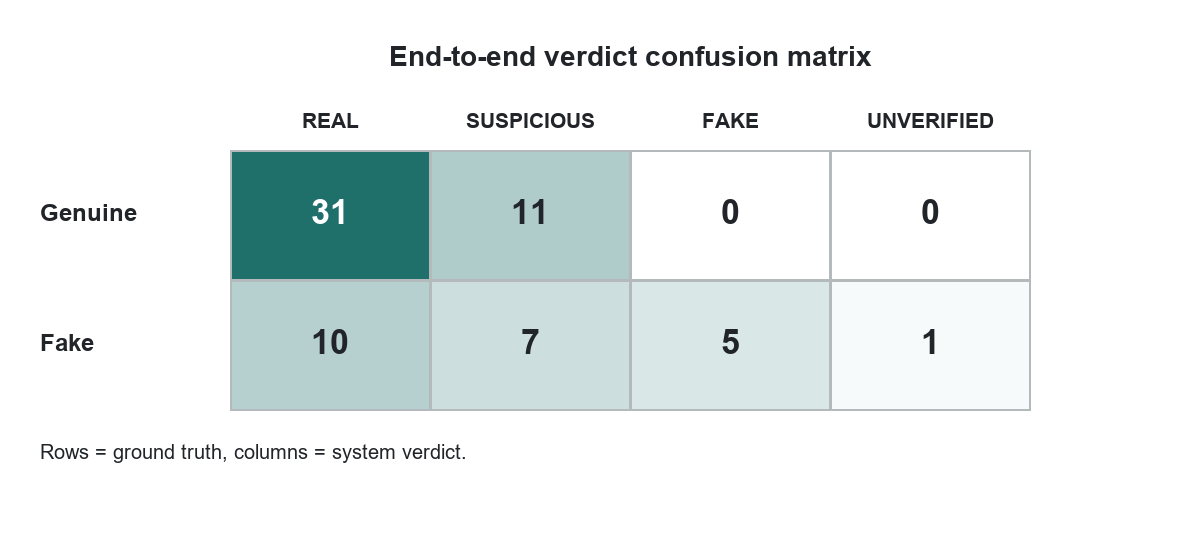 End-to-end verdict confusion matrix
REAL SUSPICIOUS FAKE UNVERIFIED
Genuine 31 11 0 0
Fake 10 7 5 1
Rows = ground truth, columns = system verdict.